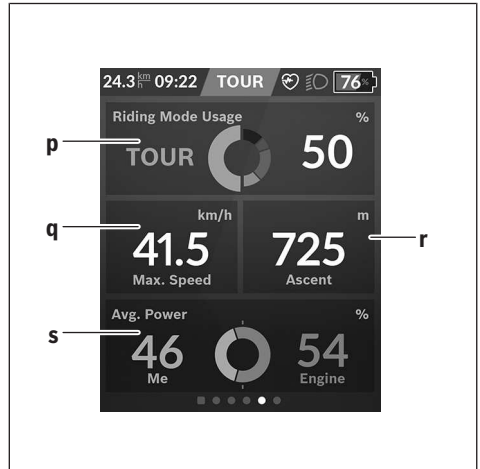 24.3 km/h 09:22 TOUR 76%
Riding Mode Usage %
p
TOUR 50
q
km/h m
41.5 725
r
Max. Speed Ascent
Avg. Power %
s
46 54
Me Engine